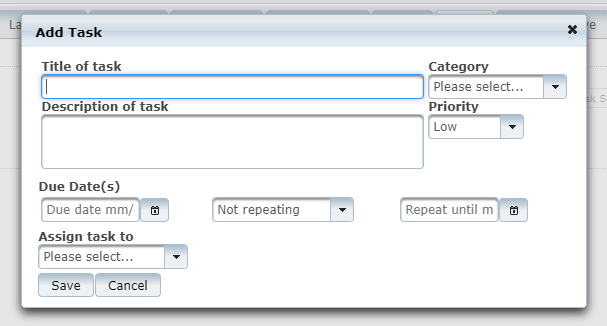 Add Task
Title of task
Category
Please select...
Description of task
Priority
Low
Due Date(s)
Due date mm/
Not repeating
Repeat until m
Assign task to
Please select...
Save
Cancel